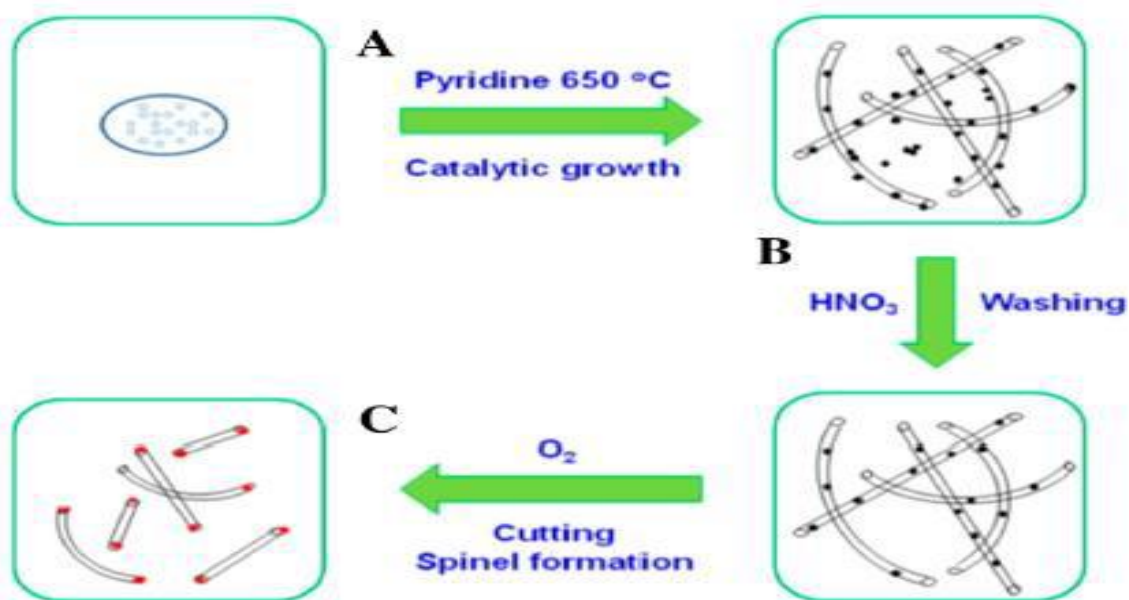 A
Pyridine 650 °C
Catalytic growth
B
HNO₃ Washing
C
O₂
Cutting
Spinel formation